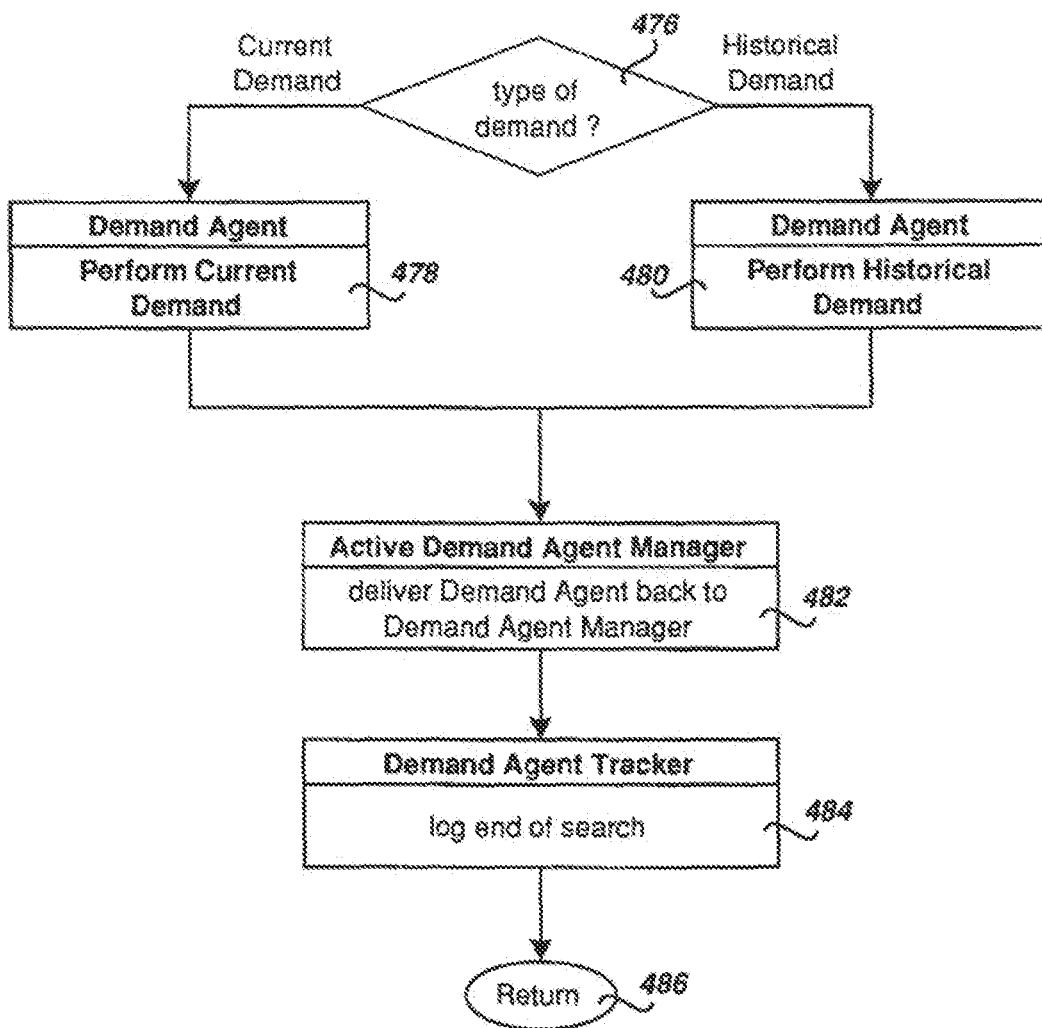 476
Current
Demand
Historical
Demand
type of
demand ?
Demand Agent
Perform Current
Demand
478
Demand Agent
480
Perform Historical
Demand
Active Demand Agent Manager
deliver Demand Agent back to
Demand Agent Manager
482
Demand Agent Tracker
log end of search
484
Return
486